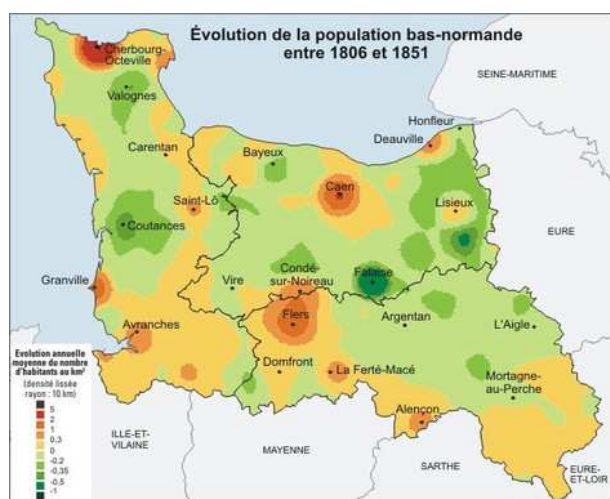 Évolution de la population bas-normande
entre 1806 et 1851
Cherbourg-
Octeville
SEINE-MARITIME
Valognes
Honfleur
Deauville
Carentan
Bayeux
Caen
Saint-Lô
Lisieux
Coutances
EURE
Granville
Vire
Condé-
sur-Noireau
Falaise
Flers
Argentan
L'Aigle
Avranches
Domfront
La Ferté-Macé
Mortagne-
au-Perche
Alençon
Evolution annuelle
moyenne du nombre
d'habitants au km²
(densité lissée
rayon : 10 km)
5
2
1
0,3
0
-0,2
-0,35
-0,5
-1
ILLE-ET-
VILAINE
MAYENNE
SARTHE
EURE-
ET-LOIR